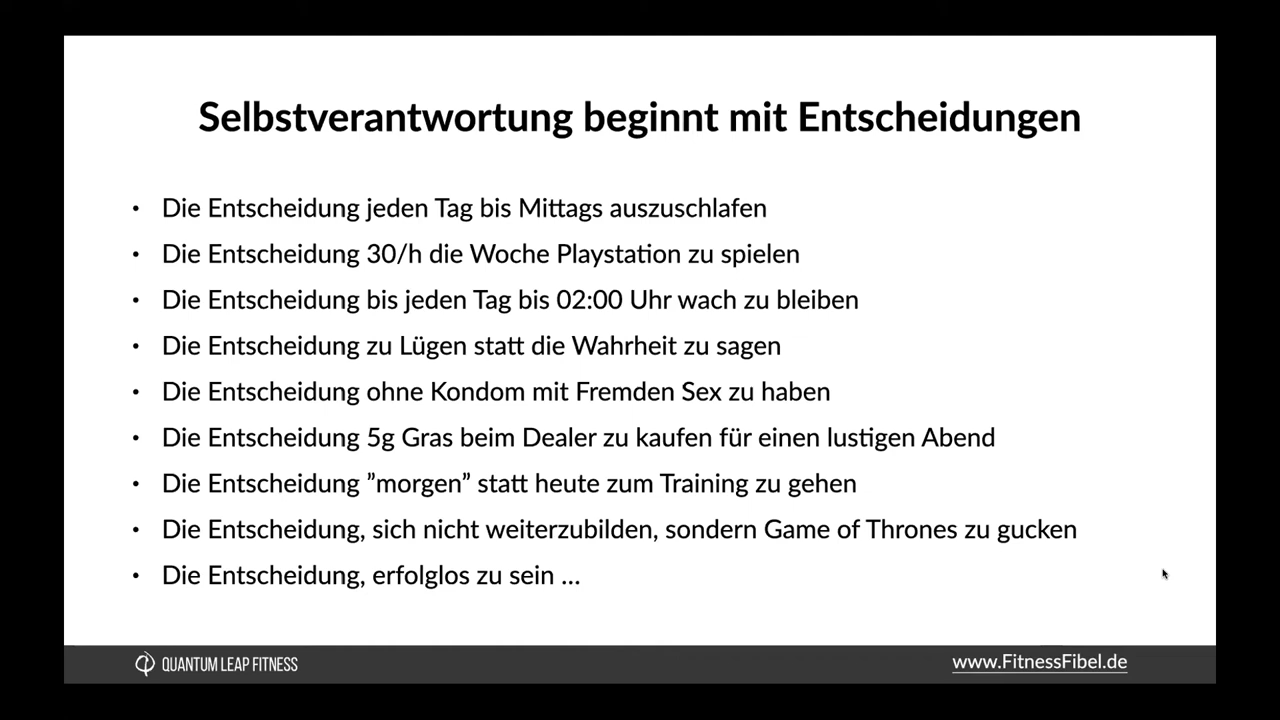 Selbstverantwortung beginnt mit Entscheidungen
• Die Entscheidung jeden Tag bis Mittags auszuschlafen
• Die Entscheidung 30/h die Woche Playstation zu spielen
• Die Entscheidung bis jeden Tag bis 02:00 Uhr wach zu bleiben
• Die Entscheidung zu Lügen statt die Wahrheit zu sagen
• Die Entscheidung ohne Kondom mit Fremden Sex zu haben
• Die Entscheidung 5g Gras beim Dealer zu kaufen für einen lustigen Abend
• Die Entscheidung ”morgen” statt heute zum Training zu gehen
• Die Entscheidung, sich nicht weiterzubilden, sondern Game of Thrones zu gucken
• Die Entscheidung, erfolglos zu sein ...
QUANTUM LEAP FITNESS
www.FitnessFibel.de